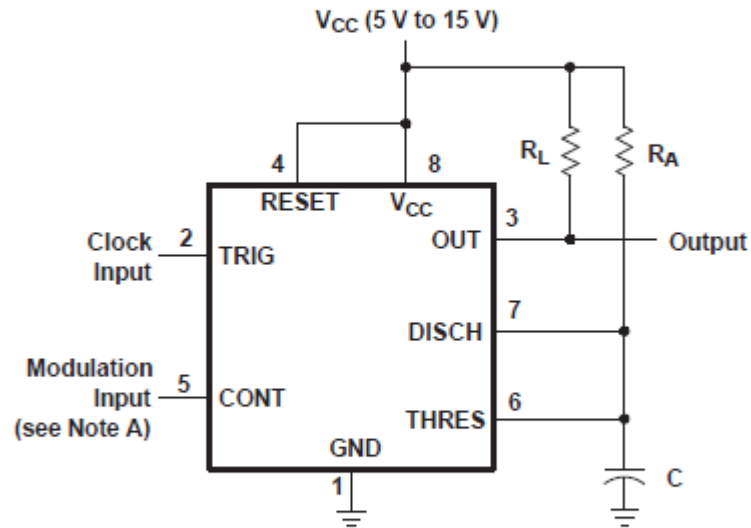 VCC (5 V to 15 V)
RL
RA
4
8
RESET
VCC
3
OUT
Output
Clock
Input
2
TRIG
7
DISCH
Modulation
Input
(see Note A)
5
CONT
6
THRES
GND
1
C